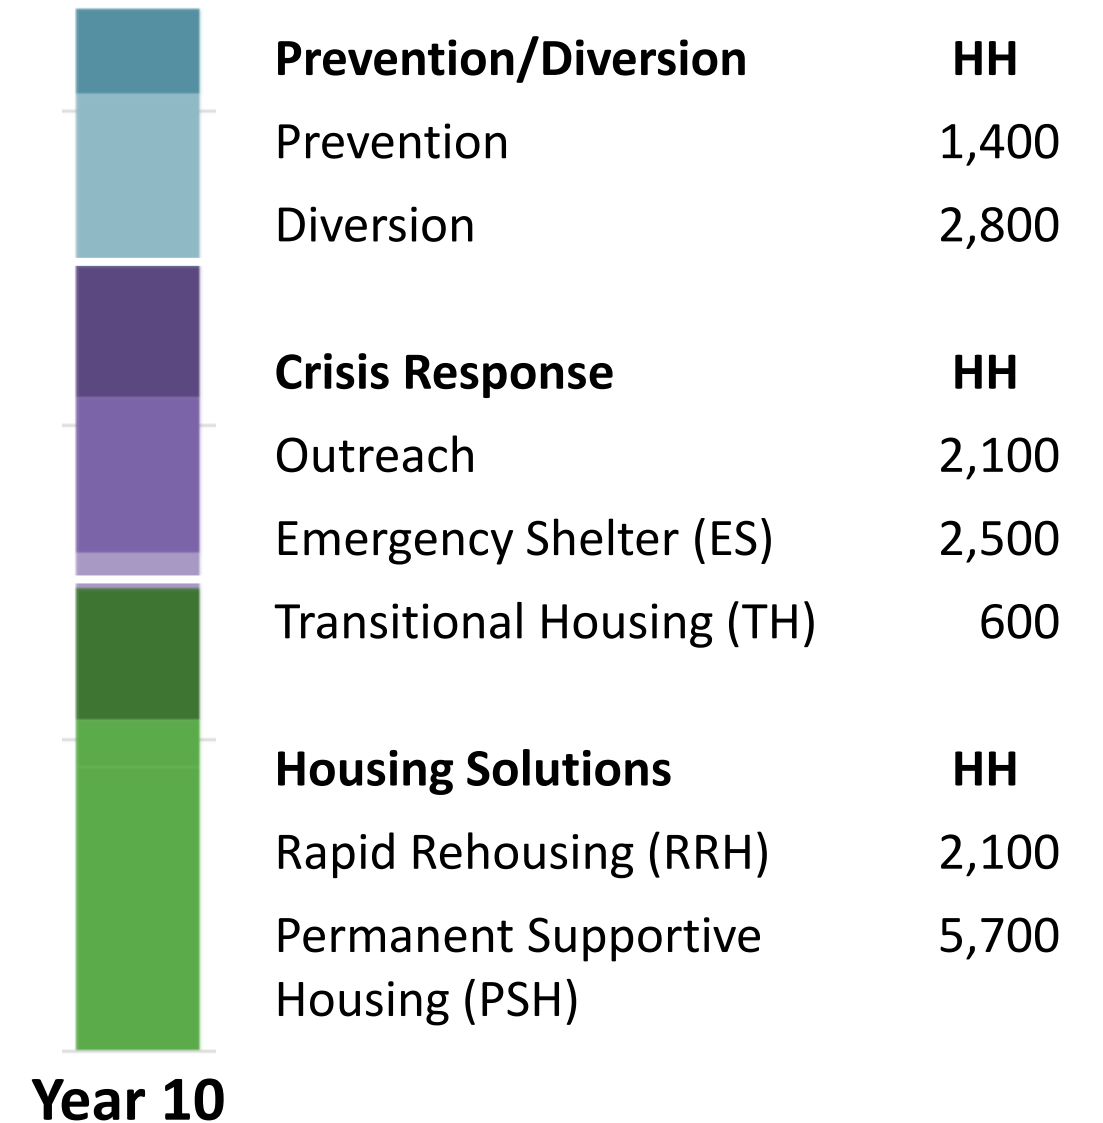 Prevention/Diversion HH
Prevention 1,400
Diversion 2,800
Crisis Response HH
Outreach 2,100
Emergency Shelter (ES) 2,500
Transitional Housing (TH) 600
Housing Solutions HH
Rapid Rehousing (RRH) 2,100
Permanent Supportive 5,700
Housing (PSH)
Year 10